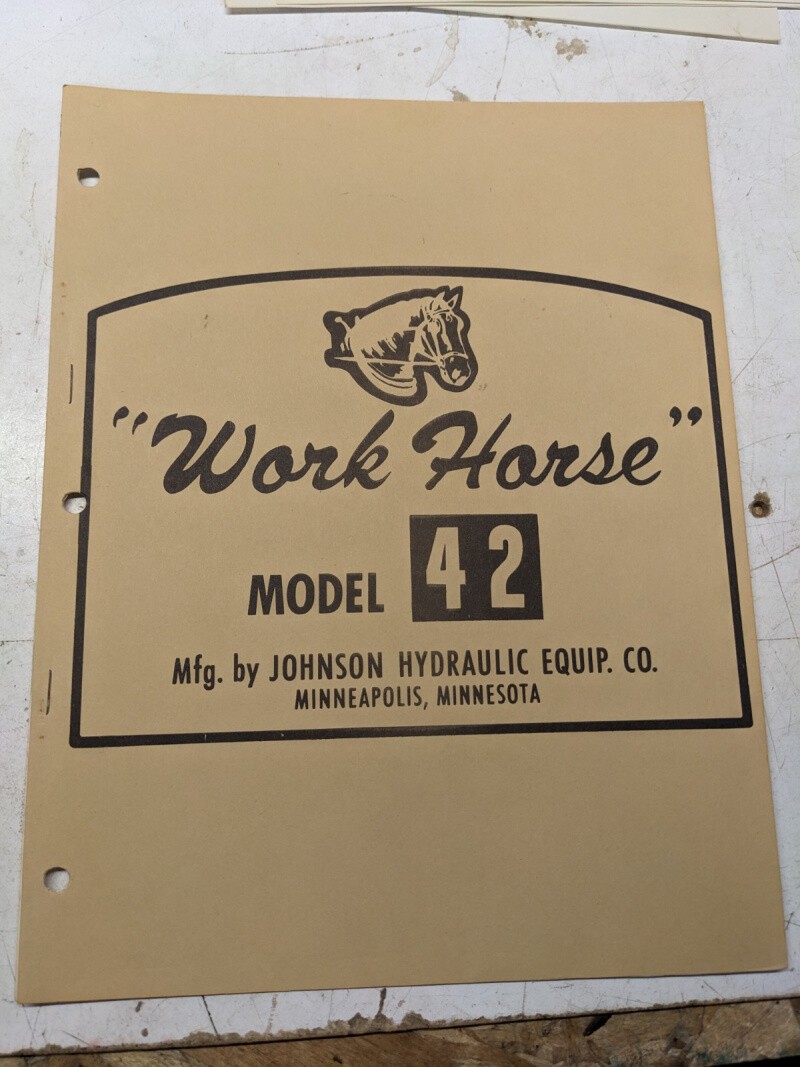 "Work Horse"
MODEL 42
Mfg. by JOHNSON HYDRAULIC EQUIP. CO.
MINNEAPOLIS, MINNESOTA